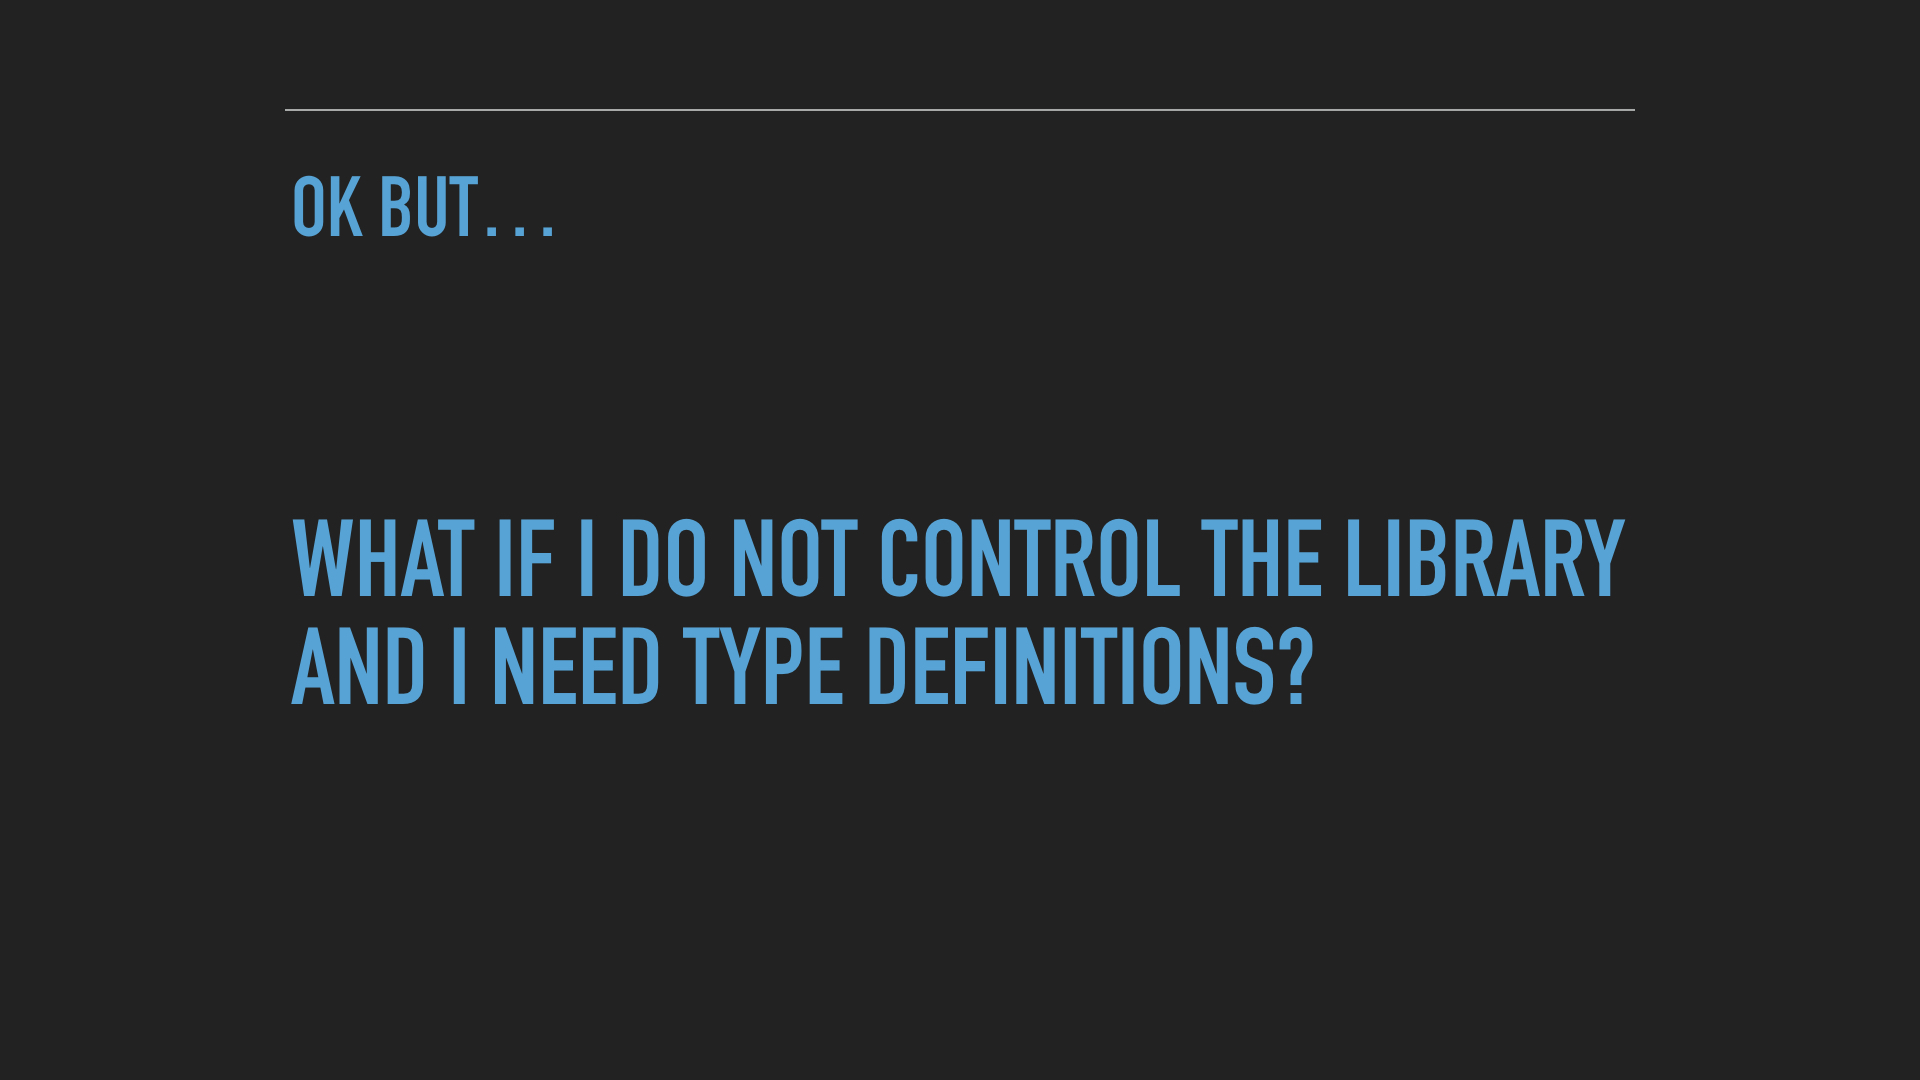 OK BUT...
WHAT IF I DO NOT CONTROL THE LIBRARY
AND I NEED TYPE DEFINITIONS?